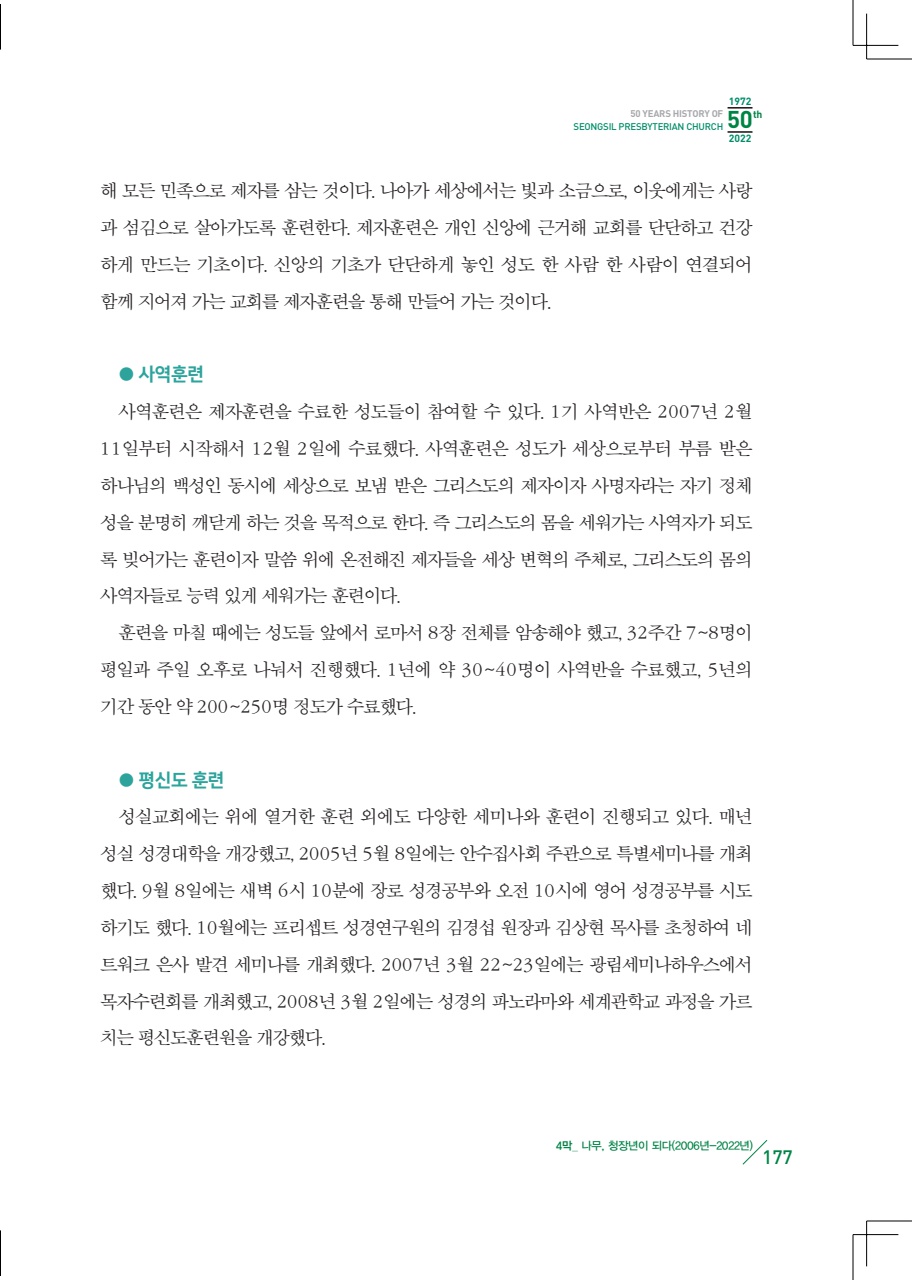 1972
50 YEARS HISTORY OF
SEONGSIL PRESBYTERIAN CHURCH
50th
2022
해 모든 민족으로 제자를 삼는 것이다. 나아가 세상에서는 빛과 소금으로, 이웃에게는 사랑
과 섬김으로 살아가도록 훈련한다. 제자훈련은 개인 신앙에 근거해 교회를 단단하고 건강
하게 만드는 기초이다. 신앙의 기초가 단단하게 놓인 성도 한 사람 한 사람이 연결되어
함께 지어져 가는 교회를 제자훈련을 통해 만들어 가는 것이다.
● 사역훈련
사역훈련은 제자훈련을 수료한 성도들이 참여할 수 있다. 1기 사역반은 2007년 2월
11일부터 시작해서 12월 2일에 수료했다. 사역훈련은 성도가 세상으로부터 부름 받은
하나님의 백성인 동시에 세상으로 보냄 받은 그리스도의 제자이자 사명자라는 자기 정체
성을 분명히 깨닫게 하는 것을 목적으로 한다. 즉 그리스도의 몸을 세워가는 사역자가 되도
록 빚어가는 훈련이자 말씀 위에 온전해진 제자들을 세상 변혁의 주체로, 그리스도의 몸의
사역자들로 능력 있게 세워가는 훈련이다.
훈련을 마칠 때에는 성도들 앞에서 로마서 8장 전체를 암송해야 했고, 32주간 7~8명이
평일과 주일 오후로 나눠서 진행했다. 1년에 약 30~40명이 사역반을 수료했고, 5년의
기간 동안 약 200~250명 정도가 수료했다.
● 평신도 훈련
성실교회에는 위에 열거한 훈련 외에도 다양한 세미나와 훈련이 진행되고 있다. 매년
성실 성경대학을 개강했고, 2005년 5월 8일에는 안수집사회 주관으로 특별세미나를 개최
했다. 9월 8일에는 새벽 6시 10분에 장로 성경공부와 오전 10시에 영어 성경공부를 시도
하기도 했다. 10월에는 프리셉트 성경연구원의 김경섭 원장과 김상현 목사를 초청하여 네
트워크 은사 발견 세미나를 개최했다. 2007년 3월 22~23일에는 광림세미나하우스에서
목자수련회를 개최했고, 2008년 3월 2일에는 성경의 파노라마와 세계관학교 과정을 가르
치는 평신도훈련원을 개강했다.
4막_ 나무, 청장년이 되다(2006년-2022년)
177